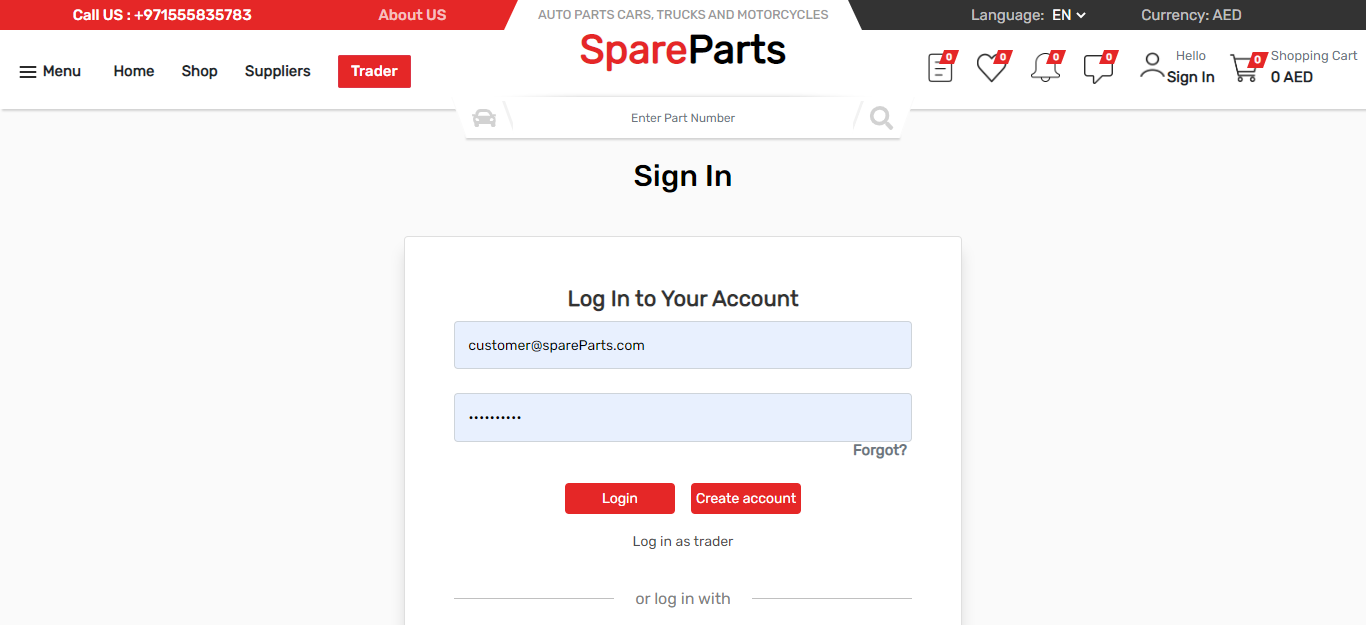 Call US : +971555835783
About US
AUTO PARTS CARS, TRUCKS AND MOTORCYCLES
Language: EN
Currency: AED
SpareParts
Menu
Home
Shop
Suppliers
Trader
0
0
0
0
Hello
Sign In
0
Shopping Cart
0 AED
Enter Part Number
Sign In
Log In to Your Account
customer@spareParts.com
••••••••••
Forgot?
Login
Create account
Log in as trader
or log in with